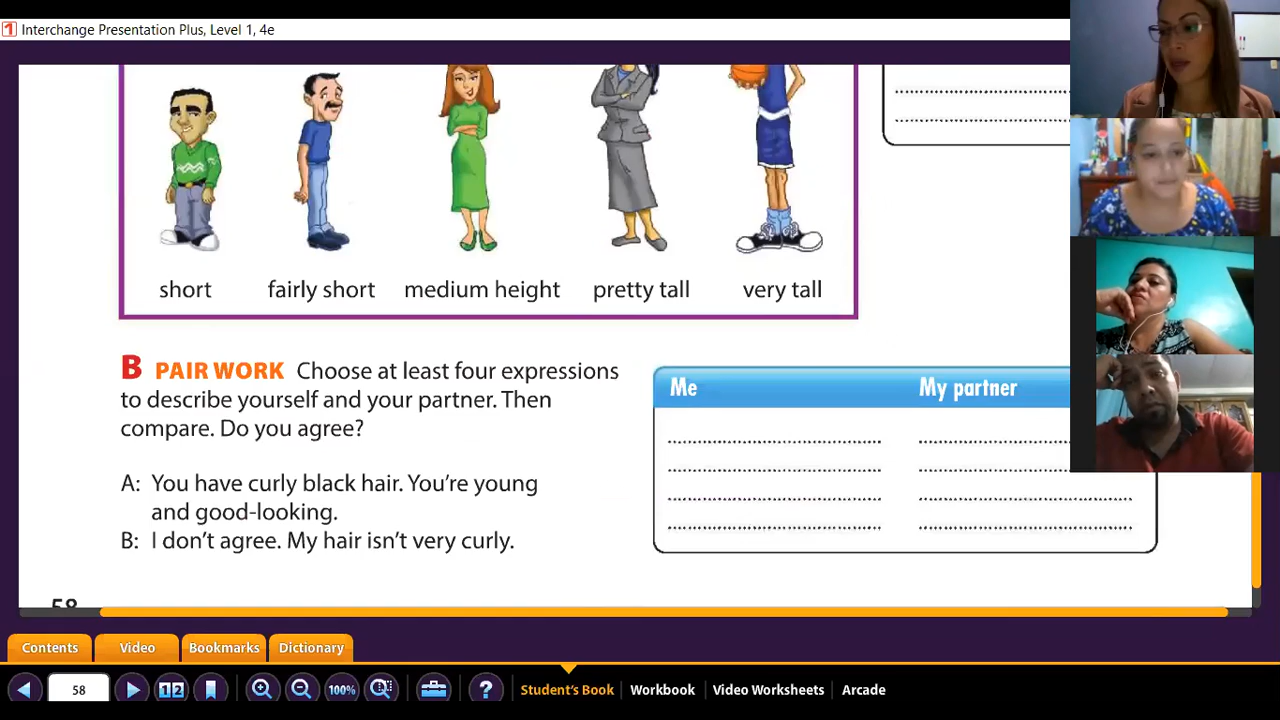 Interchange Presentation Plus, Level 1, 4e
short fairly short medium height pretty tall very tall
B PAIR WORK Choose at least four expressions
to describe yourself and your partner. Then
compare. Do you agree?
A: You have curly black hair. You're young
and good-looking.
B: I don't agree. My hair isn't very curly.
Me My partner
58
Contents Video Bookmarks Dictionary
58 1 2 100% ? Student's Book Workbook Video Worksheets Arcade